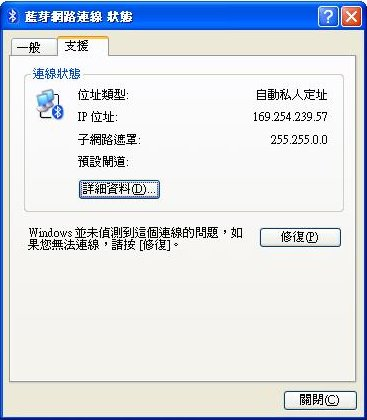 藍芽網路連線 狀態
一般
支援
連線狀態
位址類型: 自動私人定址
IP 位址: 169.254.239.57
子網路遮罩: 255.255.0.0
預設閘道:
詳細資料(D)...
Windows 並未偵測到這個連線的問題，如
果您無法連線，請按 [修復]。
修復(P)
關閉(C)